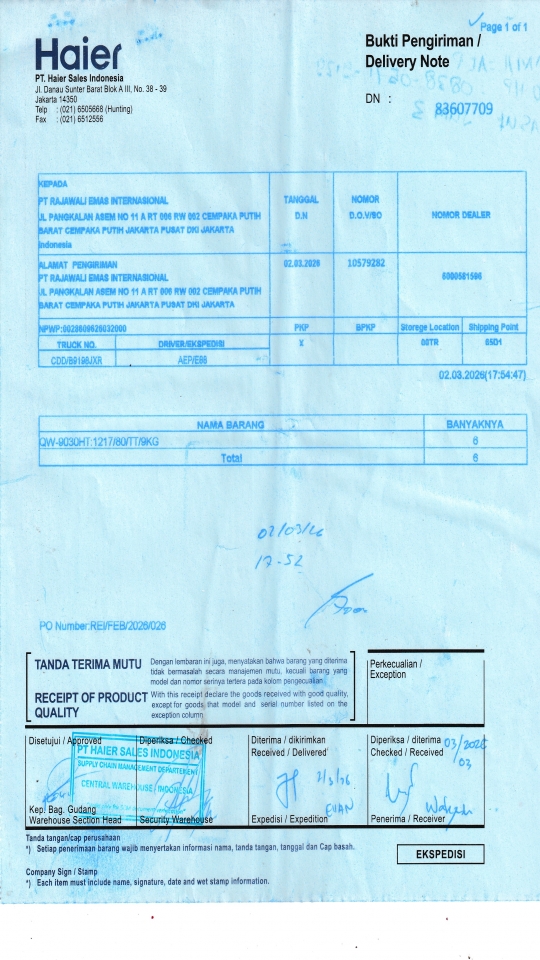 Page 1 of 1
Haier
PT. Haier Sales Indonesia
Jl. Danau Sunter Barat Blok A III, No. 38 - 39
Jakarta 14350
Telp : (021) 6505668 (Hunting)
Fax : (021) 6512556
Bukti Pengiriman /
Delivery Note
DN : 83607709
KEPADA
PT RAJAWALI EMAS INTERNASIONAL
JL PANGKALAN ASEM NO 11 A RT 006 RW 002 CEMPAKA PUTIH
BARAT CEMPAKA PUTIH JAKARTA PUSAT DKI JAKARTA
Indonesia
TANGGAL
D.N
NOMOR
D.O.V/SO
NOMOR DEALER
ALAMAT PENGIRIMAN
PT RAJAWALI EMAS INTERNASIONAL
JL PANGKALAN ASEM NO 11 A RT 006 RW 002 CEMPAKA PUTIH
BARAT CEMPAKA PUTIH JAKARTA PUSAT DKI JAKARTA
02.03.2026
10579282
NPWP:0028609626032000
PKP
BPKP
Storege Location
Shipping Point
TRUCK NO.
DRIVER/EKSPEDISI
X
CDD/B9198JXR
02.03.2026(17:54:47)
NAMA BARANG
BANYAKNYA
QW-9030HT:1217/80/TT/9KG
6
Total
6
02/03/26
17-52
PO Number:REI/FEB/2026/026
TANDA TERIMA MUTU
Dengan lembaran ini juga, menyatakan bahwa barang yang diterima
tidak bermasalah secara manajemen mutu, kecuali barang yang
model dan nomor serinya tertera pada kolom pengecualian
RECEIPT OF PRODUCT
QUALITY
With this receipt declare the goods received with good quality,
except for goods that model and serial number listed on the
exception column
Perkecualian /
Exception
Disetujui / Approved
Diperiksa / Checked
Diterima / dikirimkan
Received / Delivered
Diperiksa / diterima
Checked / Received
PT HAIER SALES INDONESIA
SUPPLY CHAIN MANAGEMENT DEPARTEMENT
CENTRAL WAREHOUSE / INDONESIA
03/2026
03
Kep. Bag. Gudang
Warehouse Section Head
Security Warehouse
Expedisi / Expedition
Penerima / Receiver
Tanda tangan/cap perusahaan
*) Setiap penerimaan barang wajib menyertakan informasi nama, tanda tangan, tanggal dan Cap basah.
EKSPEDISI
Company Sign / Stamp
*) Each item must include name, signature, date and wet stamp information.